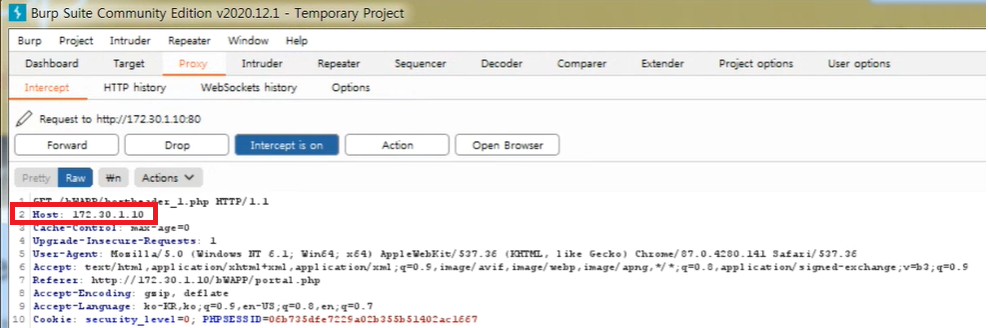 Burp Suite Community Edition v2020.12.1 - Temporary Project
Burp Project Intruder Repeater Window Help
Dashboard Target Proxy Intruder Repeater Sequencer Decoder Comparer Extender Project options User options
Intercept HTTP history WebSockets history Options
Request to http://172.30.1.10:80
Forward Drop Intercept is on Action Open Browser
Pretty Raw ₩n Actions
1 GET /bWAPP/hostheader_1.php HTTP/1.1
2 Host: 172.30.1.10
3 Cache-Control: max-age=0
4 Upgrade-Insecure-Requests: 1
5 User-Agent: Mozilla/5.0 (Windows NT 6.1; Win64; x64) AppleWebKit/537.36 (KHTML, like Gecko) Chrome/87.0.4280.141 Safari/537.36
6 Accept: text/html,application/xhtml+xml,application/xml;q=0.9,image/avif,image/webp,image/apng,*/*;q=0.8,application/signed-exchange;v=b3;q=0.9
7 Referer: http://172.30.1.10/bWAPP/portal.php
8 Accept-Encoding: gzip, deflate
9 Accept-Language: ko-KR,ko;q=0.9,en-US;q=0.8,en;q=0.7
10 Cookie: security_level=0; PHPSESSID=06b735dfe7229a02b355b51402ac1667